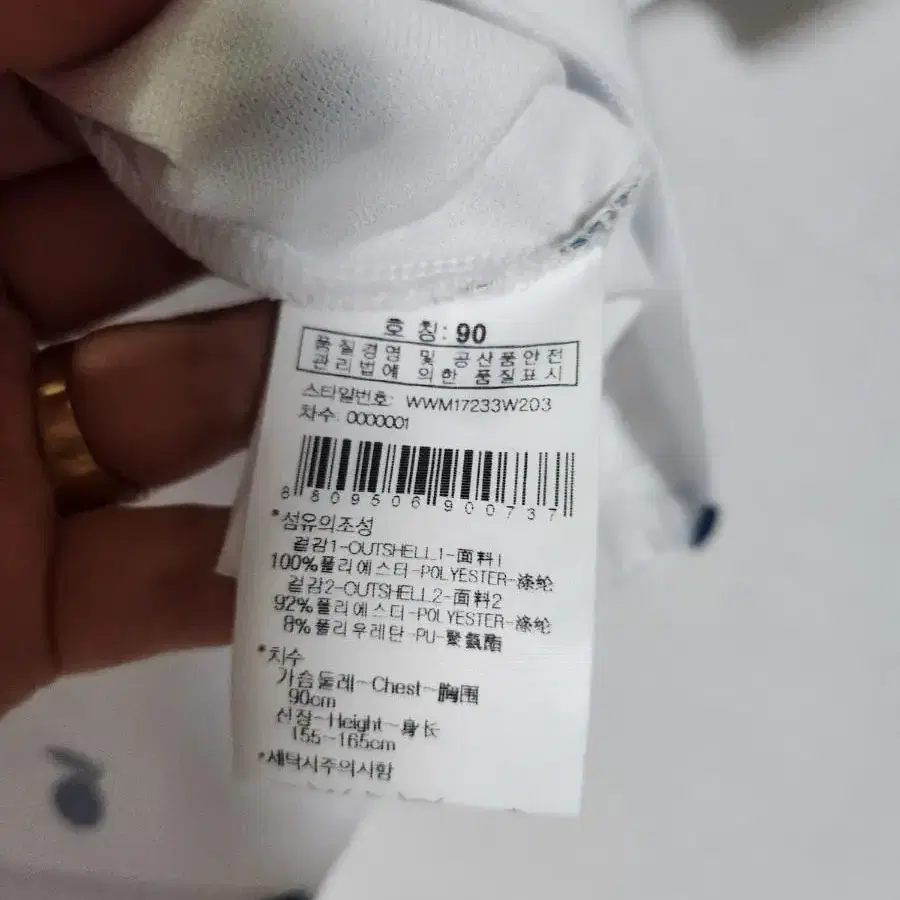 호 칭: 90
품질경영 및 공산품안전
관리법에 의한 품질표시
스타일번호: WWM17233W203
차수: 0000001
8 809506 900737
*섬유의조성
겉감1-OUTSHELL1-面料1
100%폴리에스터-POLYESTER-涤纶
겉감2-OUTSHELL2-面料2
92%폴리에스터-POLYESTER-涤纶
8%폴리우레탄-PU-聚氨酯
*치수
가슴둘레-Chest-胸围
90cm
신장-Height-身长
155~165cm
*세탁시주의시함